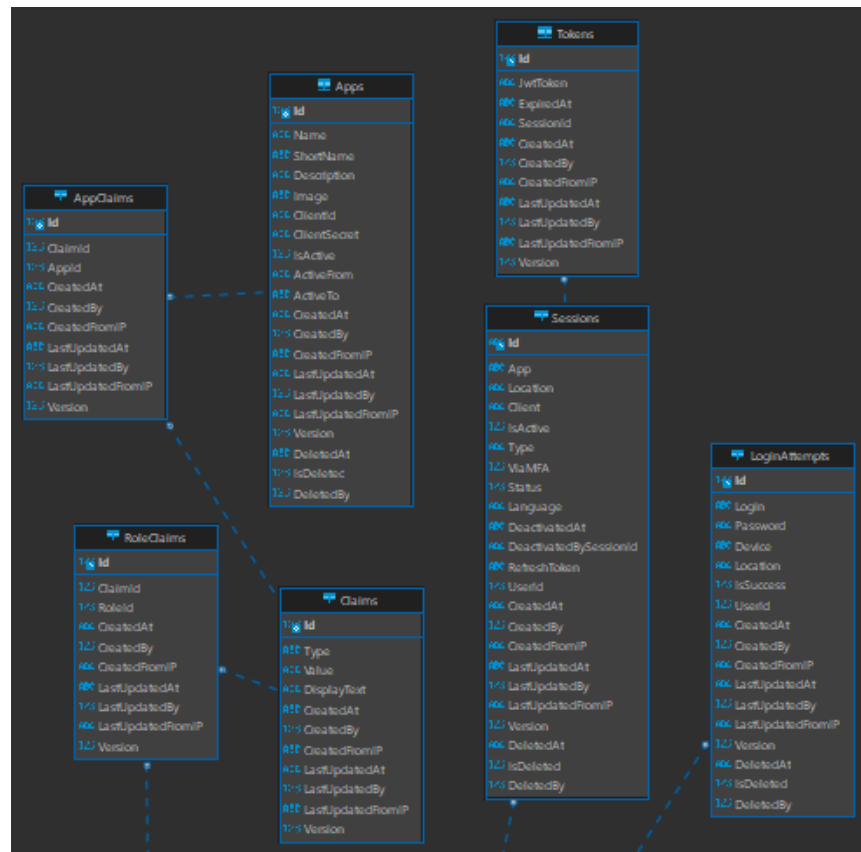 Tokens
Id
JwtToken
ExpiredAt
SessionId
CreatedAt
CreatedBy
CreatedFromIP
LastUpdatedAt
LastUpdatedBy
LastUpdatedFromIP
Version
Apps
Id
Name
ShortName
Description
Image
ClientId
ClientSecret
IsActive
ActiveFrom
ActiveTo
CreatedAt
CreatedBy
CreatedFromIP
LastUpdatedAt
LastUpdatedBy
LastUpdatedFromIP
Version
DeletedAt
IsDeleted
DeletedBy
AppClaims
Id
ClaimId
AppId
CreatedAt
CreatedBy
CreatedFromIP
LastUpdatedAt
LastUpdatedBy
LastUpdatedFromIP
Version
Sessions
Id
App
Location
Client
IsActive
Type
ViaMFA
Status
Language
DeactivatedAt
DeactivatedBySessionId
RefreshToken
UserId
CreatedAt
CreatedBy
CreatedFromIP
LastUpdatedAt
LastUpdatedBy
LastUpdatedFromIP
Version
DeletedAt
IsDeleted
DeletedBy
LoginAttempts
Id
Login
Password
Device
Location
IsSuccess
UserId
CreatedAt
CreatedBy
CreatedFromIP
LastUpdatedAt
LastUpdatedBy
LastUpdatedFromIP
Version
DeletedAt
IsDeleted
DeletedBy
RoleClaims
Id
ClaimId
RoleId
CreatedAt
CreatedBy
CreatedFromIP
LastUpdatedAt
LastUpdatedBy
LastUpdatedFromIP
Version
Claims
Id
Type
Value
DisplayText
CreatedAt
CreatedBy
CreatedFromIP
LastUpdatedAt
LastUpdatedBy
LastUpdatedFromIP
Version